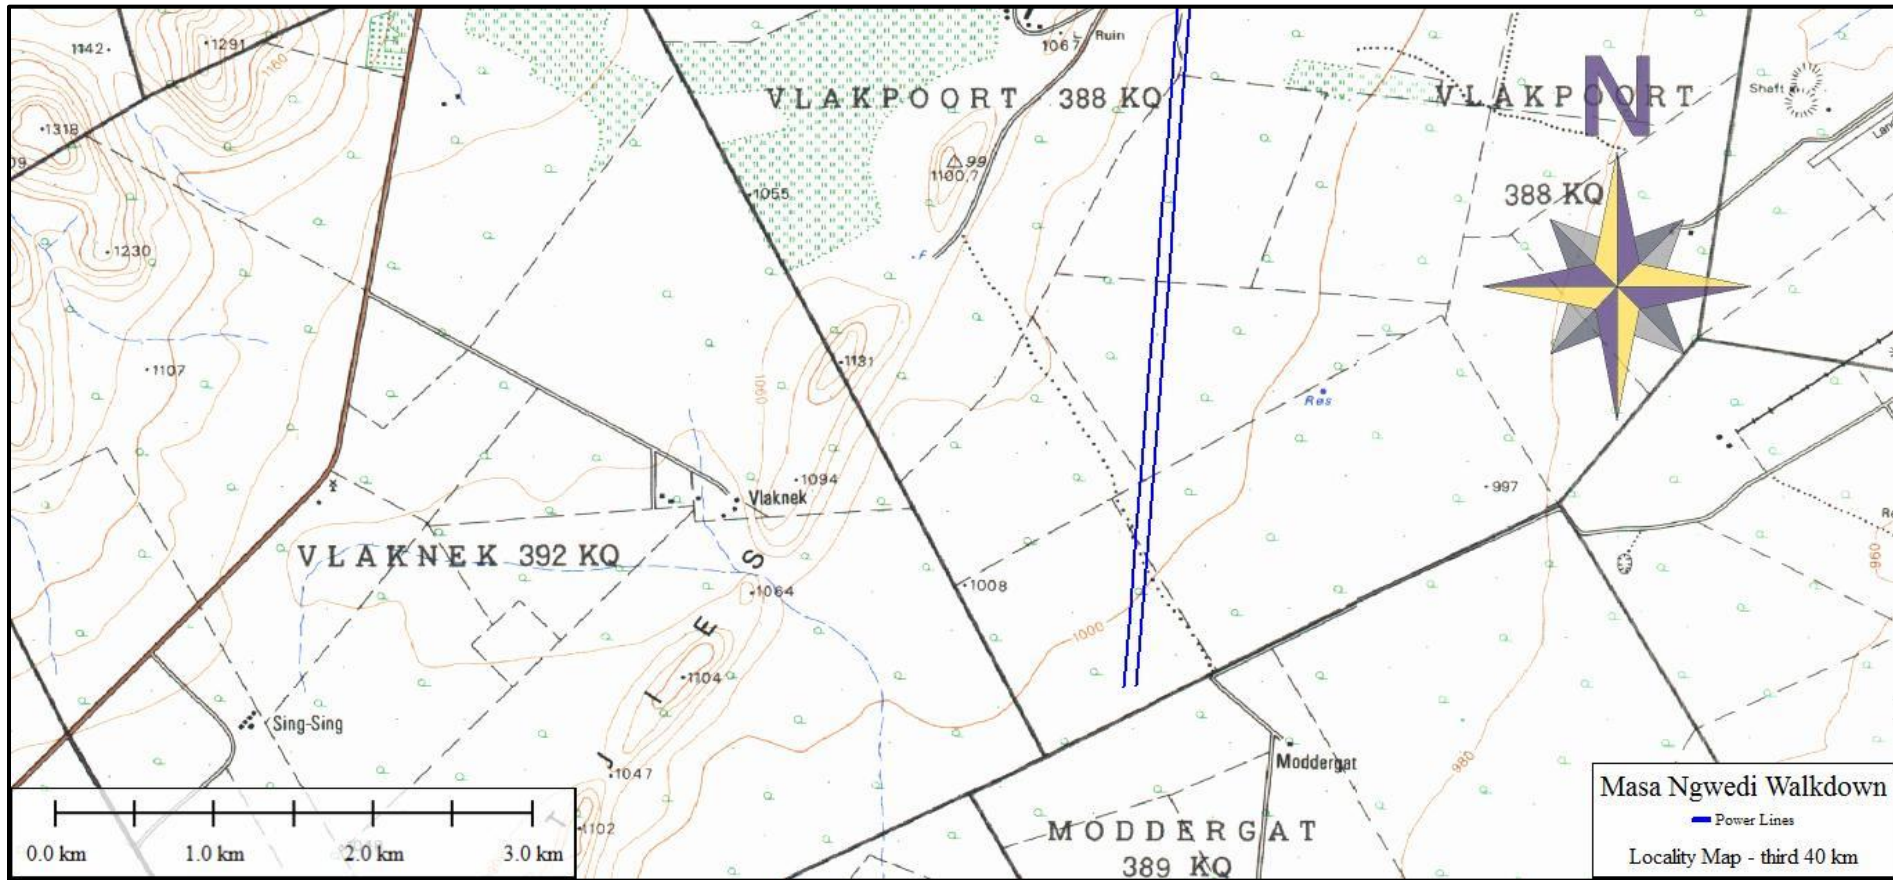 1142
1291
1160
1067
Ruin
N
VLAKPOORT 388 KQ
VLAKPOORT
Shaft
1318
09
99
1100,7
388 KQ
1055
1230
F
1107
1131
1060
Res
1094
997
Vlaknek
VLAKNEK 392 KQ
S
1064
1008
960
E
1000
1104
I
Sing-Sing
J
1047
Moddergat
980
T
1102
MODDERGAT
389 KQ
0.0 km
1.0 km
2.0 km
3.0 km
Masa Ngwedi Walkdown
Power Lines
Locality Map - third 40 km